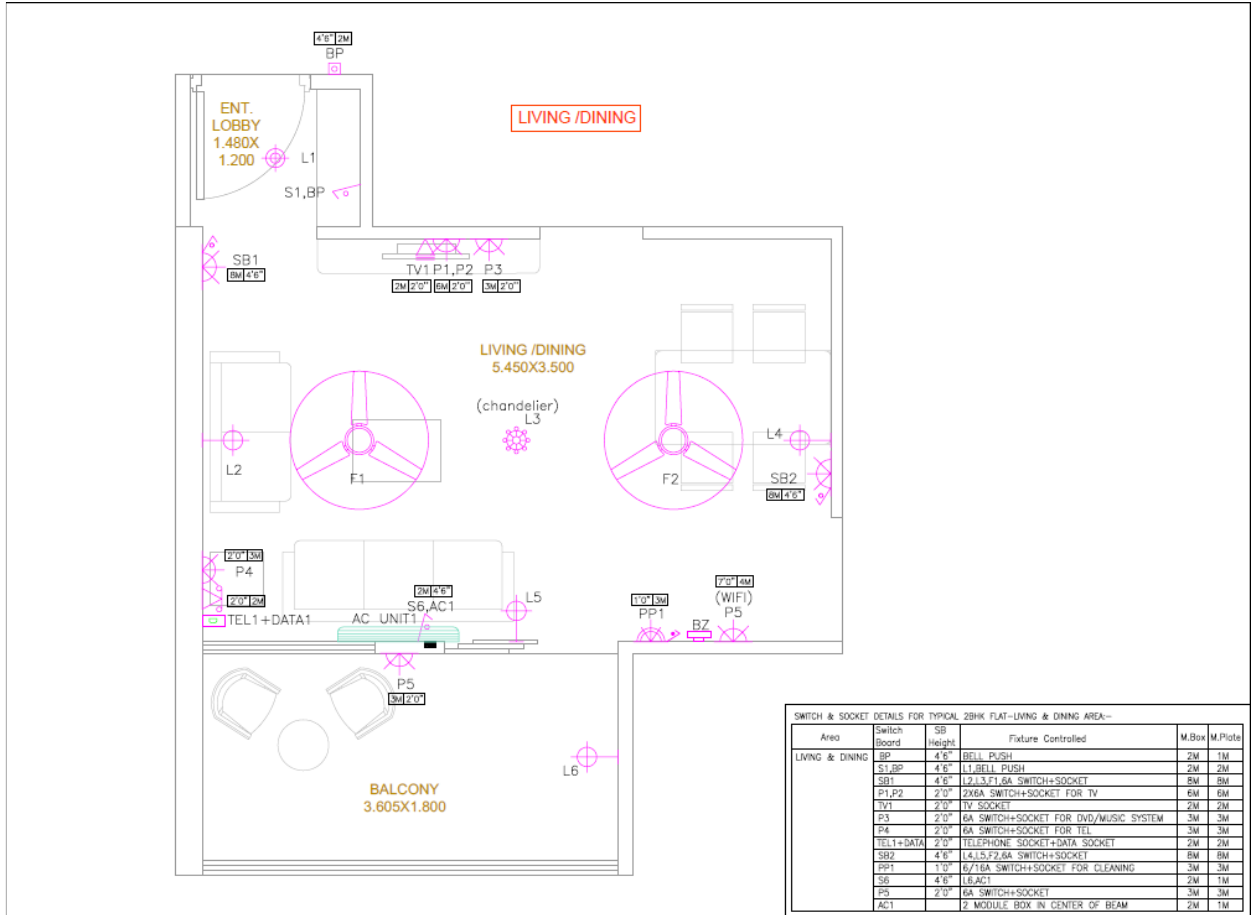 4'6" 2M
BP
ENT.
LOBBY
1.480X
1.200
LIVING /DINING
L1
S1,BP
SB1
8M 4'6"
TV1 P1,P2 P3
2M 2'0" 6M 2'0" 3M 2'0"
LIVING /DINING
5.450X3.500
(chandelier)
L3
L2
F1
F2
L4
SB2
8M 4'6"
2'0" 3M
P4
2'0" 2M
TEL1+DATA1
2M 4'6"
S6,AC1
AC UNIT1
L5
1'0" 3M
PP1
BZ
7'0" 4M
(WIFI)
P5
P5
3M 2'0"
L6
BALCONY
3.605X1.800
SWITCH & SOCKET DETAILS FOR TYPICAL 2BHK FLAT-LIVING & DINING AREA:-
Area Switch Board SB Height Fixture Controlled M.Box M.Plate
LIVING & DINING BP 4'6" BELL PUSH 2M 1M
S1,BP 4'6" L1,BELL PUSH 2M 2M
SB1 4'6" L2,L3,F1,6A SWITCH+SOCKET 8M 8M
P1,P2 2'0" 2X6A SWITCH+SOCKET FOR TV 6M 6M
TV1 2'0" TV SOCKET 2M 2M
P3 2'0" 6A SWITCH+SOCKET FOR DVD/MUSIC SYSTEM 3M 3M
P4 2'0" 6A SWITCH+SOCKET FOR TEL 3M 3M
TEL1+DATA 2'0" TELEPHONE SOCKET+DATA SOCKET 2M 2M
SB2 4'6" L4,L5,F2,6A SWITCH+SOCKET 8M 8M
PP1 1'0" 6/16A SWITCH+SOCKET FOR CLEANING 3M 3M
S6 4'6" L6,AC1 2M 1M
P5 2'0" 6A SWITCH+SOCKET 3M 3M
AC1 2 MODULE BOX IN CENTER OF BEAM 2M 1M